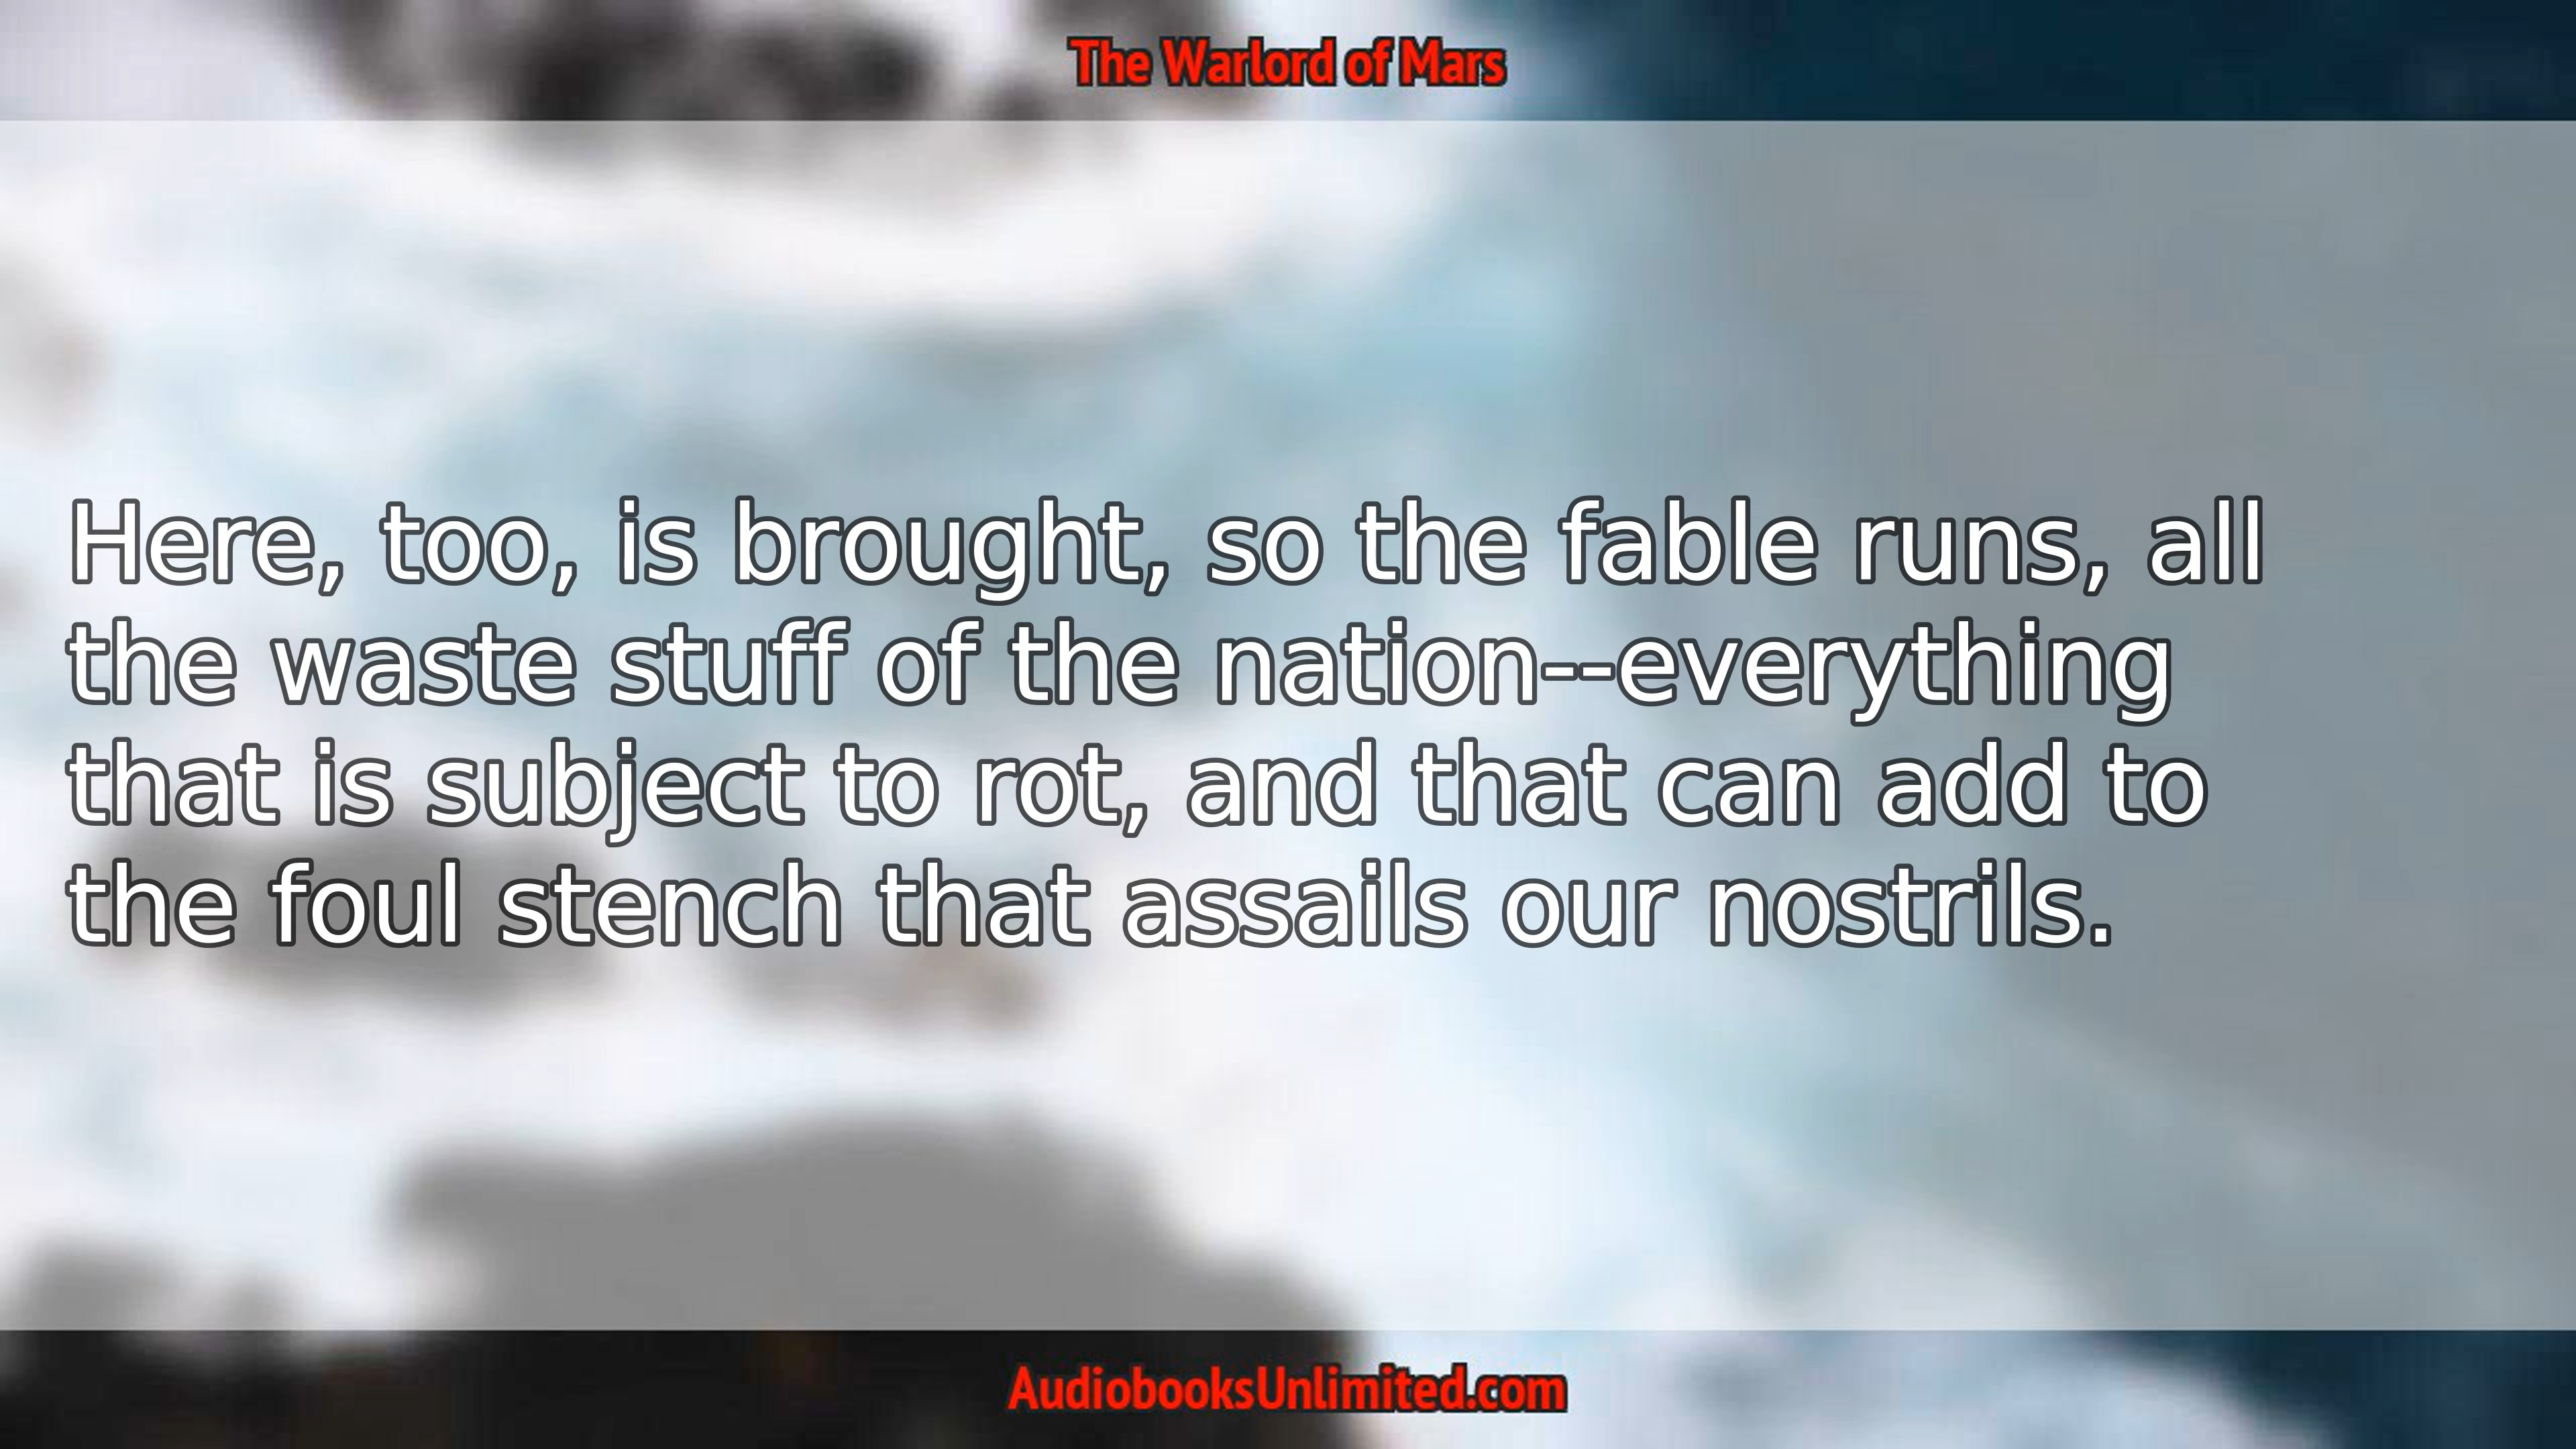 The Warlord of Mars
Here, too, is brought, so the fable runs, all
the waste stuff of the nation--everything
that is subject to rot, and that can add to
the foul stench that assails our nostrils.
AudiobooksUnlimited.com